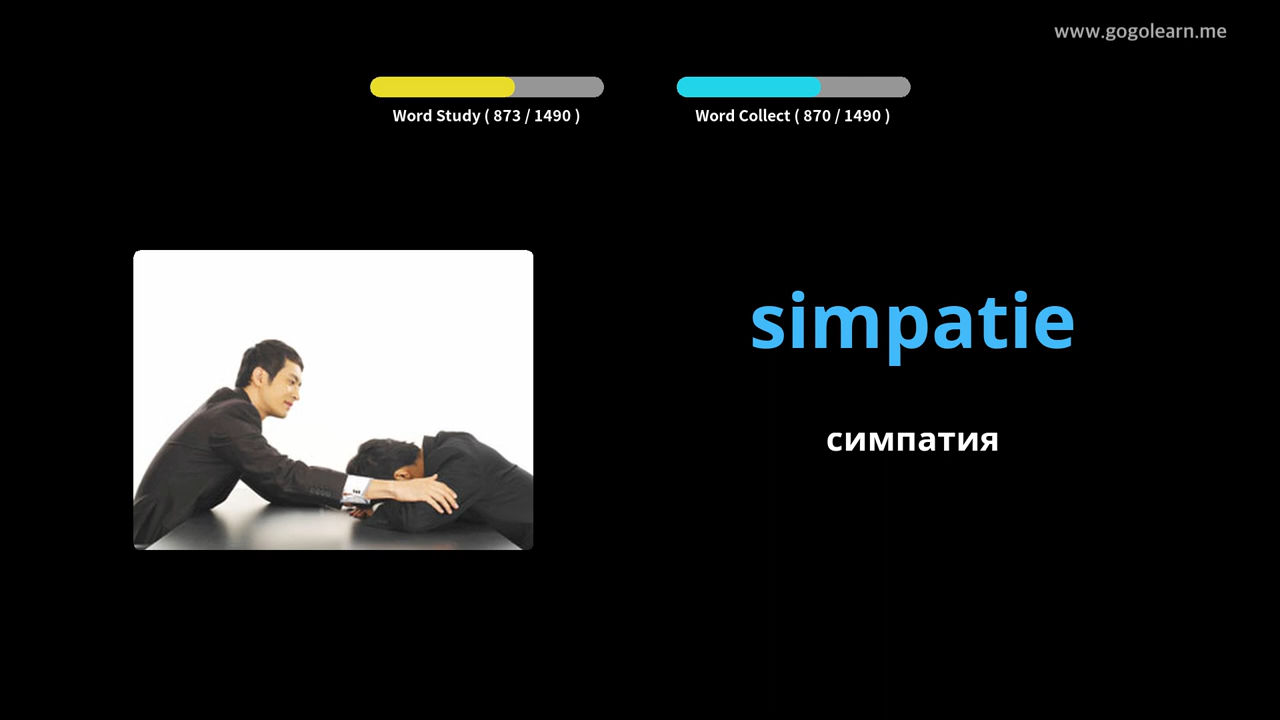 www.gogolearn.me
Word Study ( 873 / 1490 )
Word Collect ( 870 / 1490 )
simpatie
симпатия